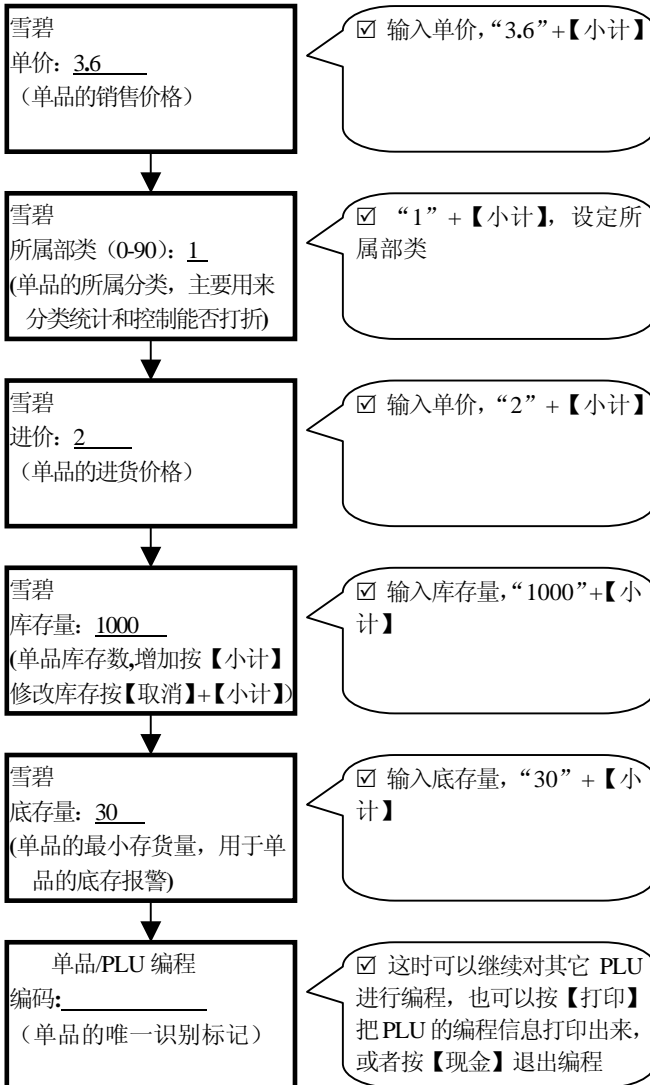 雪碧
单价：3.6
（单品的销售价格）
☑ 输入单价，“3.6”+【小计】
雪碧
所属部类（0-90）：1
(单品的所属分类，主要用来
分类统计和控制能否打折)
☑ “1”+【小计】，设定所
属部类
雪碧
进价：2
（单品的进货价格）
☑ 输入单价，“2”+【小计】
雪碧
库存量：1000
(单品库存数,增加按【小计】
修改库存按【取消】+【小计】)
☑ 输入库存量，“1000”+【小
计】
雪碧
底存量：30
(单品的最小存货量，用于单
品的底存报警)
☑ 输入底存量，“30”+【小
计】
单品/PLU 编程
编码:
（单品的唯一识别标记）
☑ 这时可以继续对其它 PLU
进行编程，也可以按【打印】
把 PLU 的编程信息打印出来，
或者按【现金】退出编程